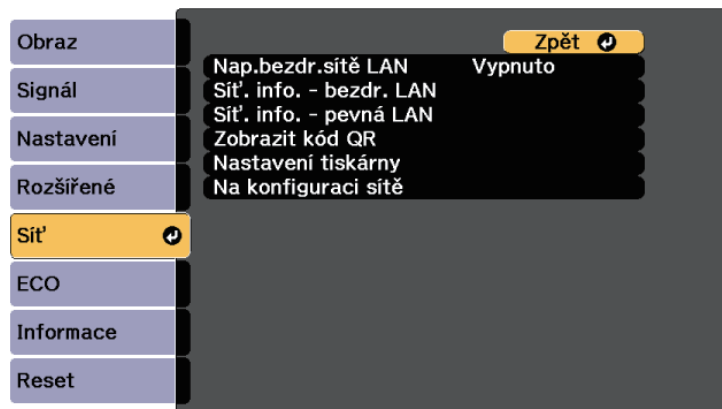 Obraz
Signál
Nastavení
Rozšířené
Síť
ECO
Informace
Reset
Zpět
Nap.bezdr.sítě LAN Vypnuto
Síť. info. - bezdr. LAN
Síť. info. - pevná LAN
Zobrazit kód QR
Nastavení tiskárny
Na konfiguraci sítě